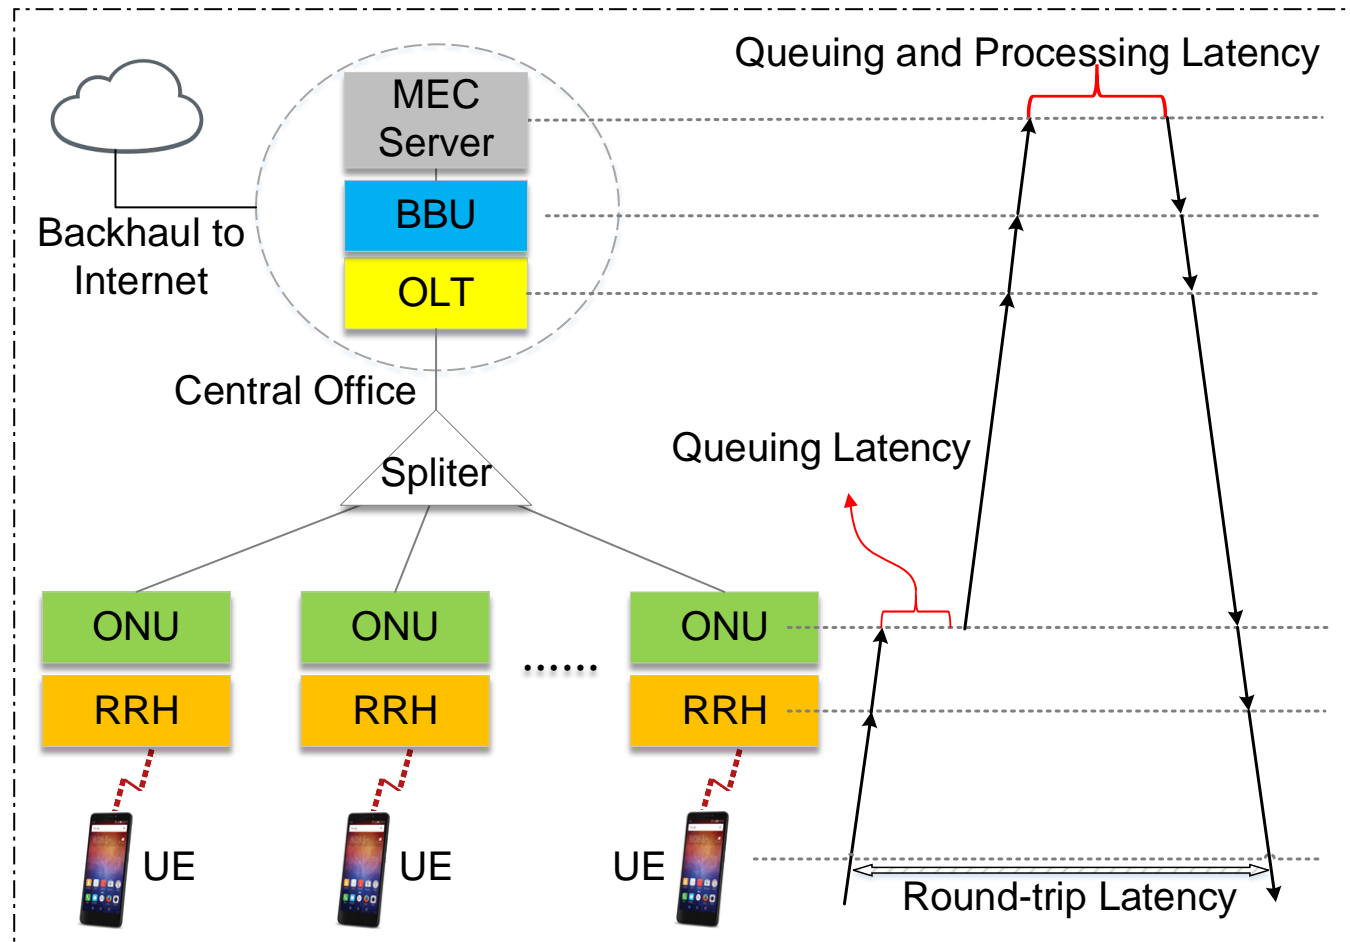 Queuing and Processing Latency
MEC
Server
BBU
Backhaul to
Internet
OLT
Central Office
Queuing Latency
Spliter
ONU
ONU
ONU
......
RRH
RRH
RRH
UE
UE
UE
Round-trip Latency